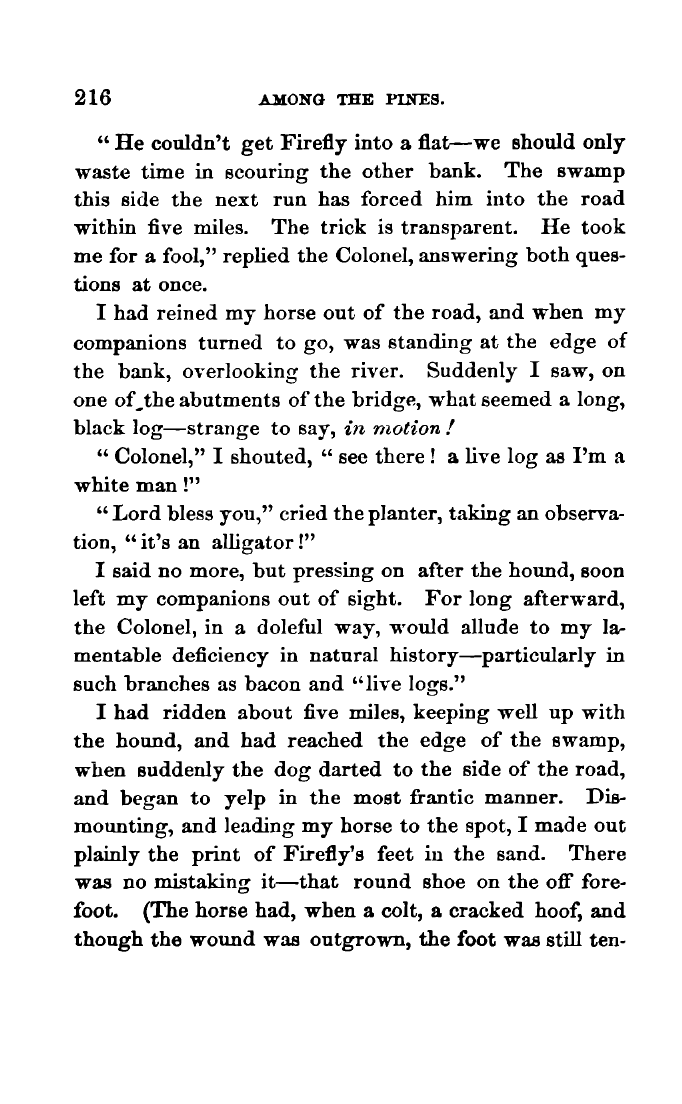 216 AMONG THE PINES.
“He couldn’t get Firefly into a flat—we should only
waste time in scouring the other bank. The swamp
this side the next run has forced him into the road
within five miles. The trick is transparent. He took
me for a fool,” replied the Colonel, answering both ques-
tions at once.
I had reined my horse out of the road, and when my
companions turned to go, was standing at the edge of
the bank, overlooking the river. Suddenly I saw, on
one of the abutments of the bridge, what seemed a long,
black log—strange to say, in motion!
“Colonel,” I shouted, “see there! a live log as I’m a
white man!”
“Lord bless you,” cried the planter, taking an observa-
tion, “it’s an alligator!”
I said no more, but pressing on after the hound, soon
left my companions out of sight. For long afterward,
the Colonel, in a doleful way, would allude to my la-
mentable deficiency in natural history—particularly in
such branches as bacon and “live logs.”
I had ridden about five miles, keeping well up with
the hound, and had reached the edge of the swamp,
when suddenly the dog darted to the side of the road,
and began to yelp in the most frantic manner. Dis-
mounting, and leading my horse to the spot, I made out
plainly the print of Firefly’s feet in the sand. There
was no mistaking it—that round shoe on the off fore-
foot. (The horse had, when a colt, a cracked hoof, and
though the wound was outgrown, the foot was still ten-